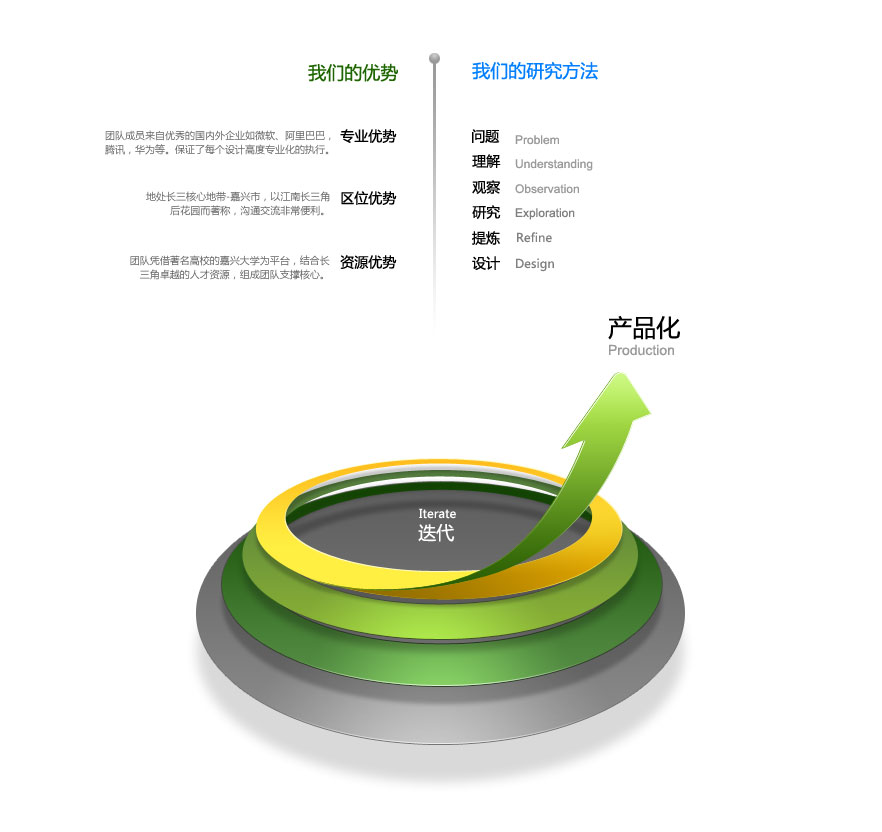 我们的优势
团队成员来自优秀的国内外企业如微软、阿里巴巴，
腾讯，华为等。保证了每个设计高度专业化的执行。
专业优势
地处长三核心地带-嘉兴市，以江南长三角
后花园而著称，沟通交流非常便利。
区位优势
团队凭借著名高校的嘉兴大学为平台，结合长
三角卓越的人才资源，组成团队支撑核心。
资源优势
我们的研究方法
问题 Problem
理解 Understanding
观察 Observation
研究 Exploration
提炼 Refine
设计 Design
产品化
Production
Iterate
迭代